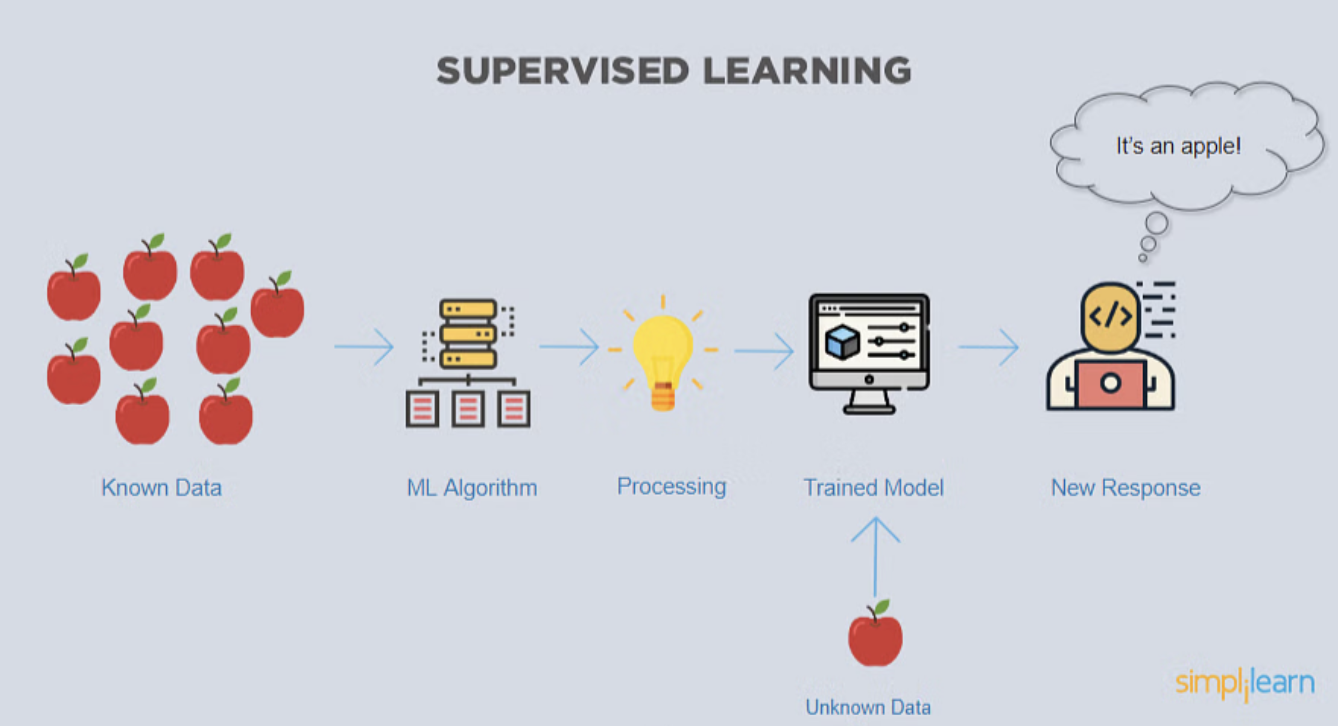 SUPERVISED LEARNING
It's an apple!
</>
Known Data
ML Algorithm
Processing
Trained Model
New Response
Unknown Data
simplilearn